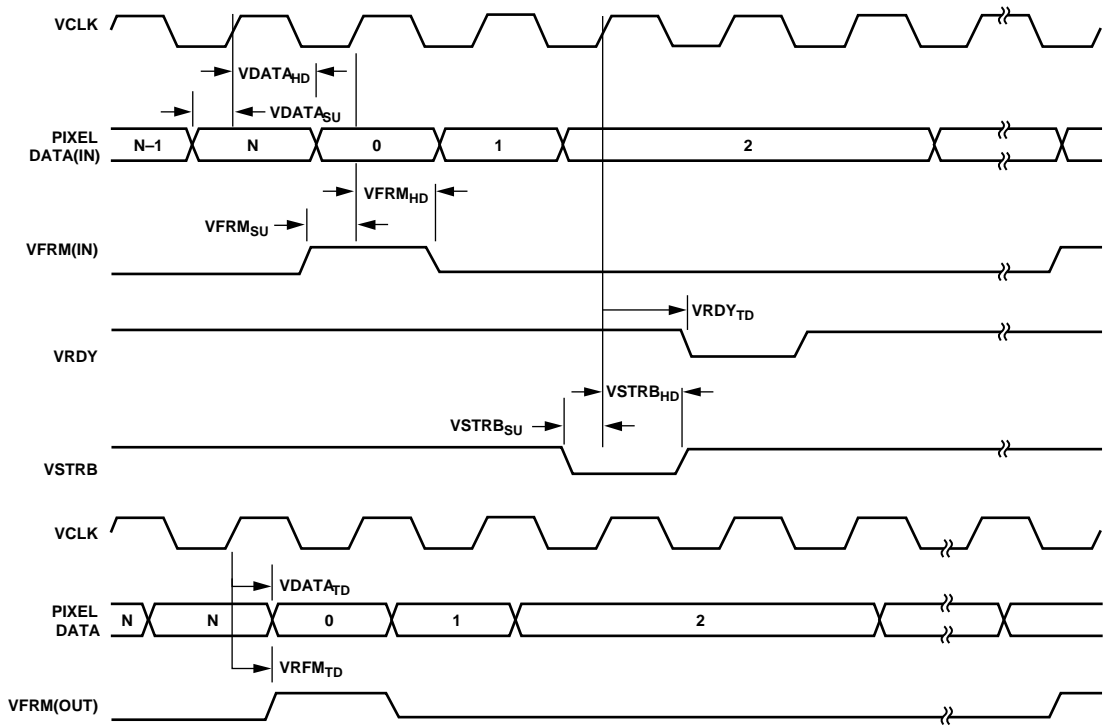 VCLK
VDATAHD
VDATASU
PIXEL
DATA(IN)
N–1
N
0
1
2
VFRMHD
VFRMSU
VFRM(IN)
VRDYTD
VRDY
VSTRBHD
VSTRBSU
VSTRB
VCLK
VDATATD
PIXEL
DATA
N
N
0
1
2
VRFMTD
VFRM(OUT)